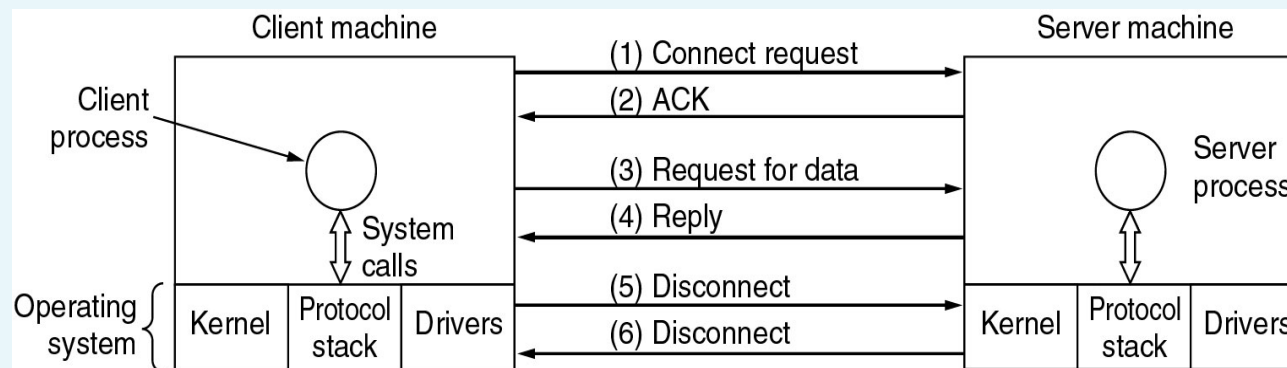 Client machine
Server machine
(1) Connect request
(2) ACK
Client
process
(3) Request for data
Server
process
(4) Reply
System
calls
(5) Disconnect
Operating
system
Kernel
Protocol
stack
Drivers
(6) Disconnect
Kernel
Protocol
stack
Drivers